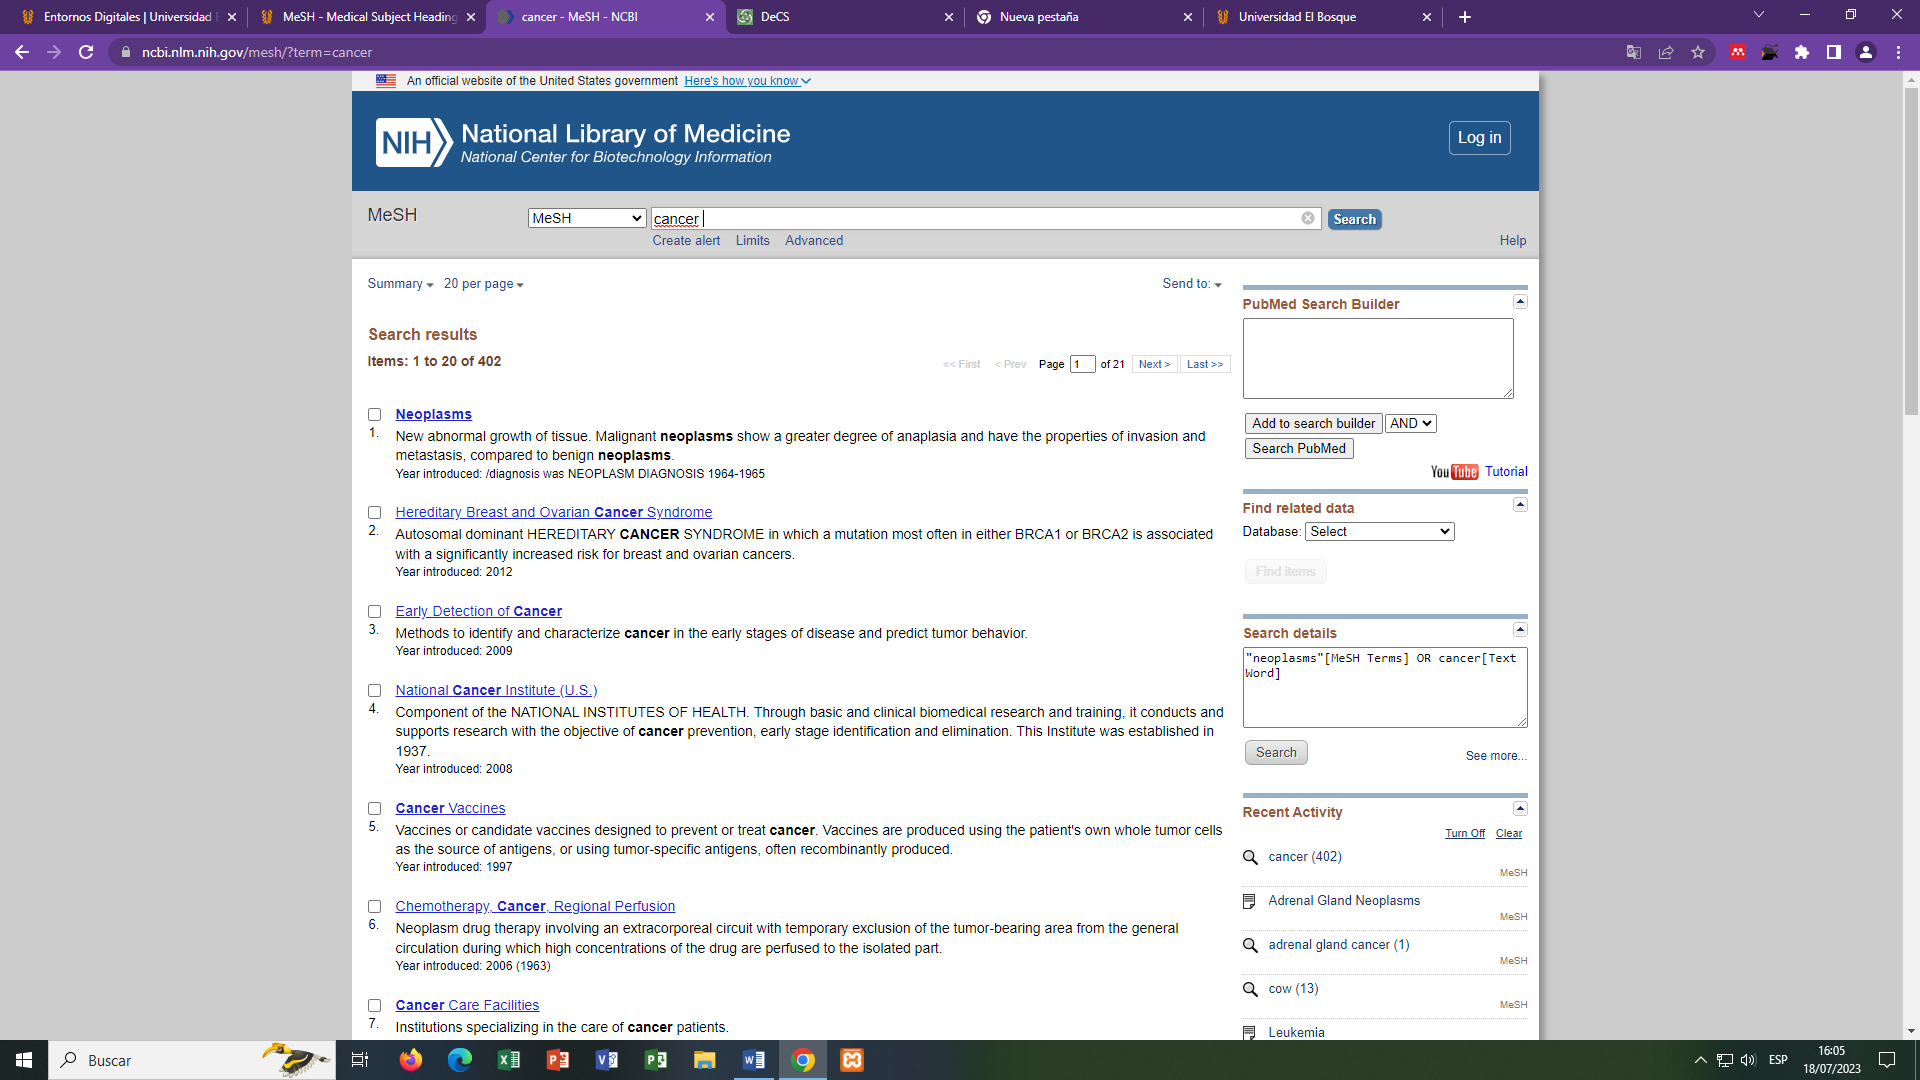 Entornos Digitales | Universidad E
MeSH - Medical Subject Heading
cancer - MeSH - NCBI
DeCS
Nueva pestaña
Universidad El Bosque
ncbi.nlm.nih.gov/mesh/?term=cancer
An official website of the United States government Here's how you know
NIH National Library of Medicine
National Center for Biotechnology Information
Log in
MeSH
MeSH
cancer
Search
Create alert Limits Advanced
Help
Summary 20 per page
Send to:
Search results
Items: 1 to 20 of 402
<< First < Prev Page 1 of 21 Next > Last >>
Neoplasms
1. New abnormal growth of tissue. Malignant neoplasms show a greater degree of anaplasia and have the properties of invasion and
metastasis, compared to benign neoplasms.
Year introduced: /diagnosis was NEOPLASM DIAGNOSIS 1964-1965
Hereditary Breast and Ovarian Cancer Syndrome
2. Autosomal dominant HEREDITARY CANCER SYNDROME in which a mutation most often in either BRCA1 or BRCA2 is associated
with a significantly increased risk for breast and ovarian cancers.
Year introduced: 2012
Early Detection of Cancer
3. Methods to identify and characterize cancer in the early stages of disease and predict tumor behavior.
Year introduced: 2009
National Cancer Institute (U.S.)
4. Component of the NATIONAL INSTITUTES OF HEALTH. Through basic and clinical biomedical research and training, it conducts and
supports research with the objective of cancer prevention, early stage identification and elimination. This Institute was established in
1937.
Year introduced: 2008
Cancer Vaccines
5. Vaccines or candidate vaccines designed to prevent or treat cancer. Vaccines are produced using the patient's own whole tumor cells
as the source of antigens, or using tumor-specific antigens, often recombinantly produced.
Year introduced: 1997
Chemotherapy, Cancer, Regional Perfusion
6. Neoplasm drug therapy involving an extracorporeal circuit with temporary exclusion of the tumor-bearing area from the general
circulation during which high concentrations of the drug are perfused to the isolated part.
Year introduced: 2006 (1963)
Cancer Care Facilities
7. Institutions specializing in the care of cancer patients.
PubMed Search Builder
Add to search builder AND
Search PubMed
YouTube Tutorial
Find related data
Database: Select
Find items
Search details
"neoplasms"[MeSH Terms] OR cancer[Text
Word]
Search
See more...
Recent Activity
Turn Off Clear
cancer (402)
MeSH
Adrenal Gland Neoplasms
MeSH
adrenal gland cancer (1)
MeSH
cow (13)
MeSH
Leukemia
Buscar
ESP
16:05
18/07/2023